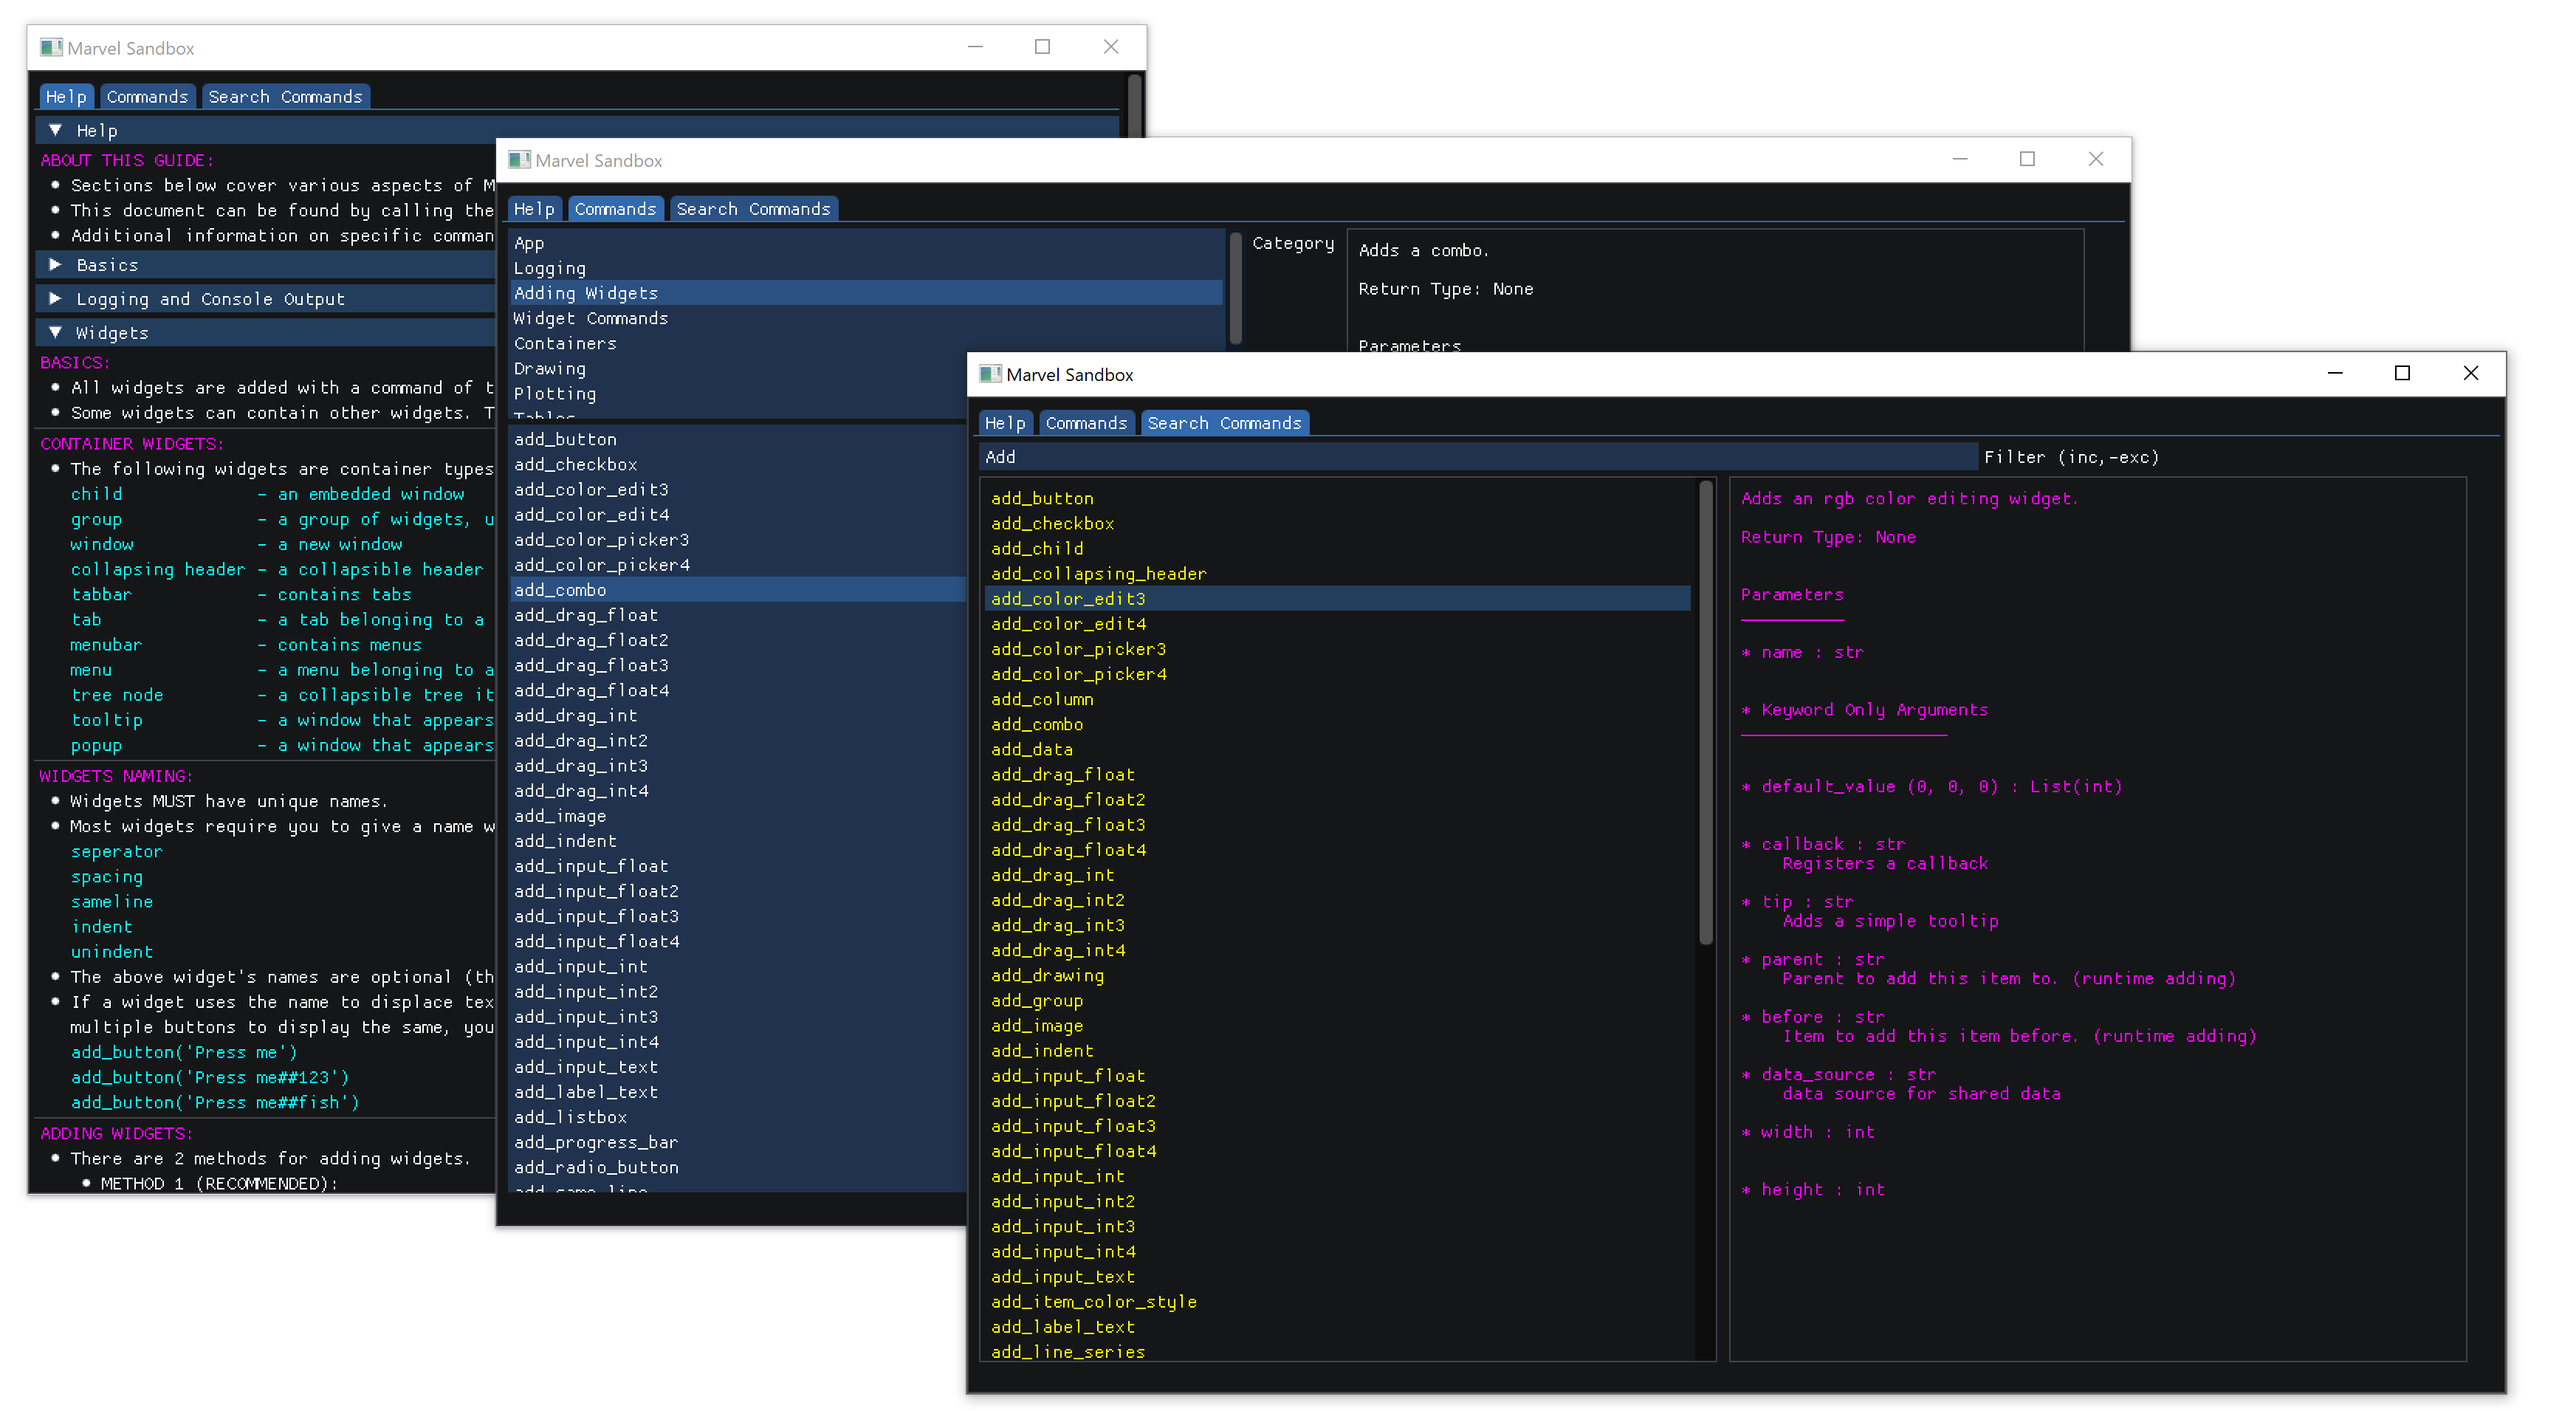 Marvel Sandbox
Help Commands Search Commands
Help
ABOUT THIS GUIDE:
Sections below cover various aspects of M
This document can be found by calling the
Additional information on specific comman
Basics
Logging and Console Output
Widgets
BASICS:
All widgets are added with a command of t
Some widgets can contain other widgets. T
CONTAINER WIDGETS:
The following widgets are container types
child - an embedded window
group - a group of widgets, u
window - a new window
collapsing header - a collapsible header
tabbar - contains tabs
tab - a tab belonging to a
menubar - contains menus
menu - a menu belonging to a
tree node - a collapsible tree it
tooltip - a window that appears
popup - a window that appears
WIDGETS NAMING:
Widgets MUST have unique names.
Most widgets require you to give a name w
seperator
spacing
sameline
indent
unindent
The above widget's names are optional (th
If a widget uses the name to displace tex
multiple buttons to display the same, you
add_button('Press me')
add_button('Press me##123')
add_button('Press me##fish')
ADDING WIDGETS:
There are 2 methods for adding widgets.
METHOD 1 (RECOMMENDED):
Marvel Sandbox
Help Commands Search Commands
App
Logging
Adding Widgets
Widget Commands
Containers
Drawing
Plotting
Tables
Category
Adds a combo.
Return Type: None
Parameters
add_button
add_checkbox
add_color_edit3
add_color_edit4
add_color_picker3
add_color_picker4
add_combo
add_drag_float
add_drag_float2
add_drag_float3
add_drag_float4
add_drag_int
add_drag_int2
add_drag_int3
add_drag_int4
add_image
add_indent
add_input_float
add_input_float2
add_input_float3
add_input_float4
add_input_int
add_input_int2
add_input_int3
add_input_int4
add_input_text
add_label_text
add_listbox
add_progress_bar
add_radio_button
add_same_line
Marvel Sandbox
Help Commands Search Commands
Add Filter (inc,-exc)
add_button
add_checkbox
add_child
add_collapsing_header
add_color_edit3
add_color_edit4
add_color_picker3
add_color_picker4
add_column
add_combo
add_data
add_drag_float
add_drag_float2
add_drag_float3
add_drag_float4
add_drag_int
add_drag_int2
add_drag_int3
add_drag_int4
add_drawing
add_group
add_image
add_indent
add_input_float
add_input_float2
add_input_float3
add_input_float4
add_input_int
add_input_int2
add_input_int3
add_input_int4
add_input_text
add_item_color_style
add_label_text
add_line_series
Adds an rgb color editing widget.
Return Type: None
Parameters
* name : str
* Keyword Only Arguments
* default_value (0, 0, 0) : List(int)
* callback : str
Registers a callback
* tip : str
Adds a simple tooltip
* parent : str
Parent to add this item to. (runtime adding)
* before : str
Item to add this item before. (runtime adding)
* data_source : str
data source for shared data
* width : int
* height : int